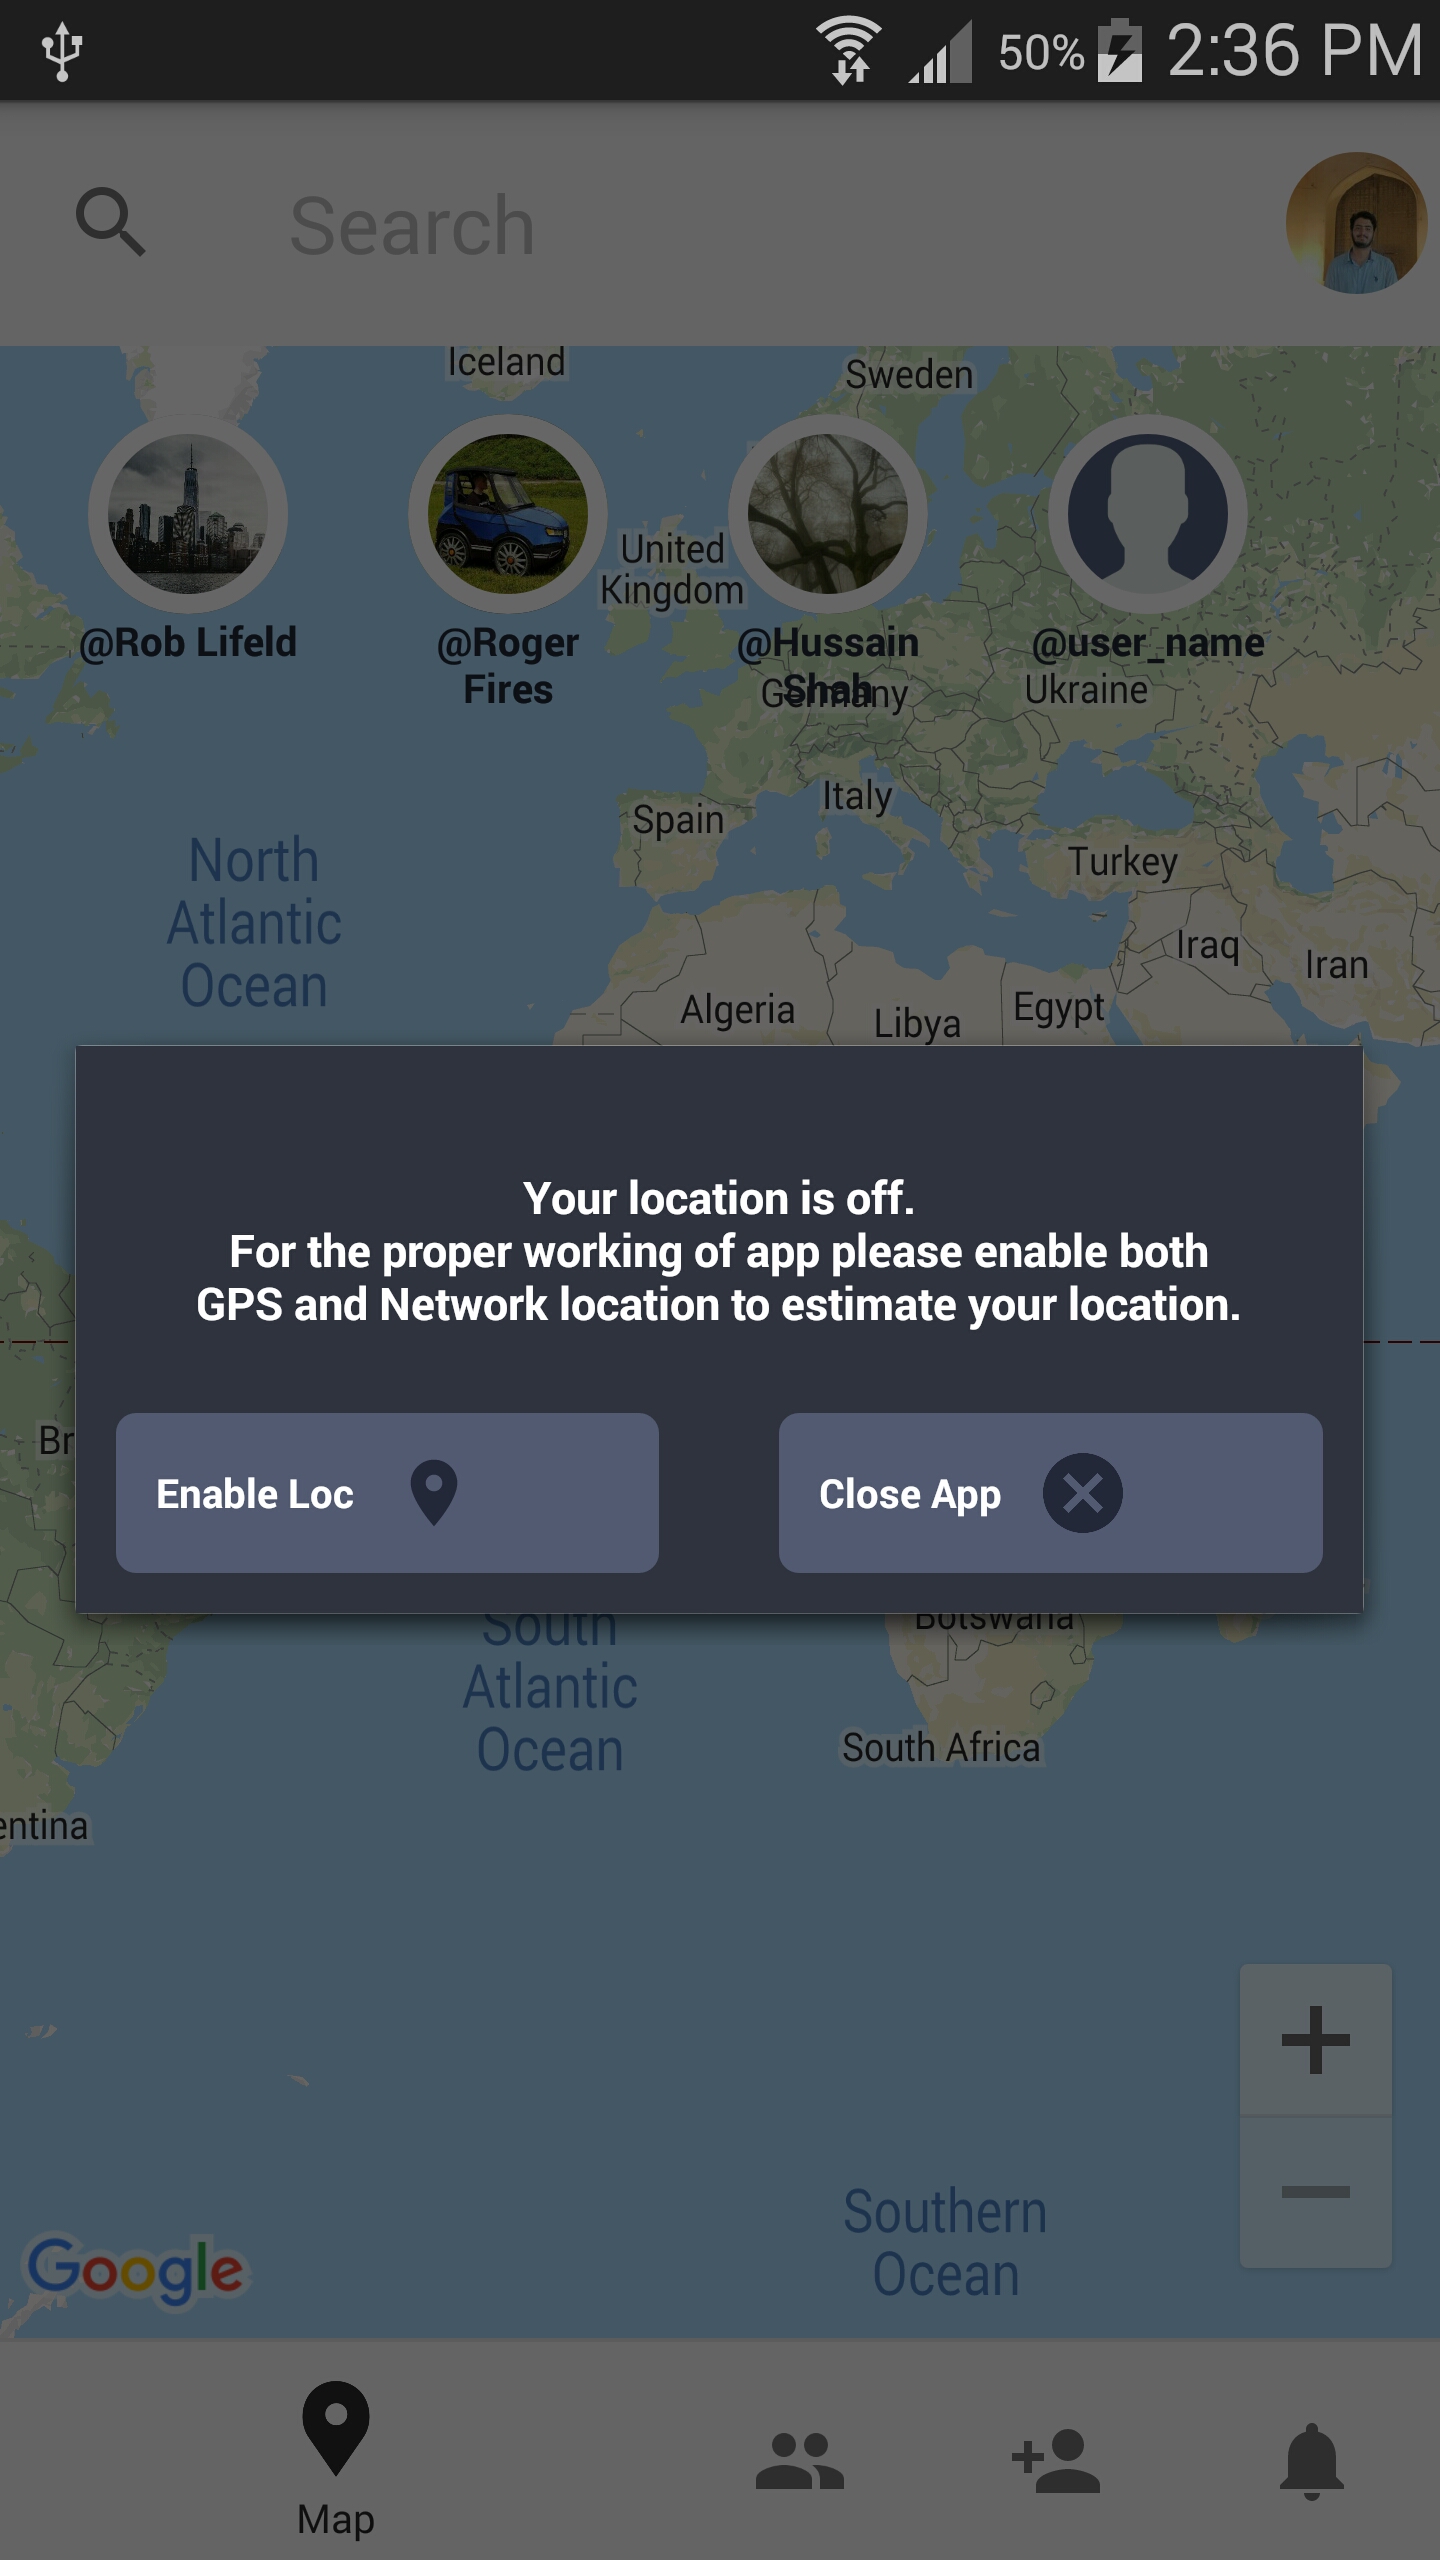 50%
2:36 PM
Search
Iceland
Sweden
United
Kingdom
@Rob Lifeld
@Roger
Fires
@Hussain
Shah
@user_name
Germany
Ukraine
Italy
Spain
Turkey
North
Atlantic
Ocean
Iraq
Iran
Algeria
Libya
Egypt
Your location is off.
For the proper working of app please enable both
GPS and Network location to estimate your location.
Br
Enable Loc
Close App
South
Atlantic
Ocean
Botswana
South Africa
entina
Southern
Ocean
Google
Map